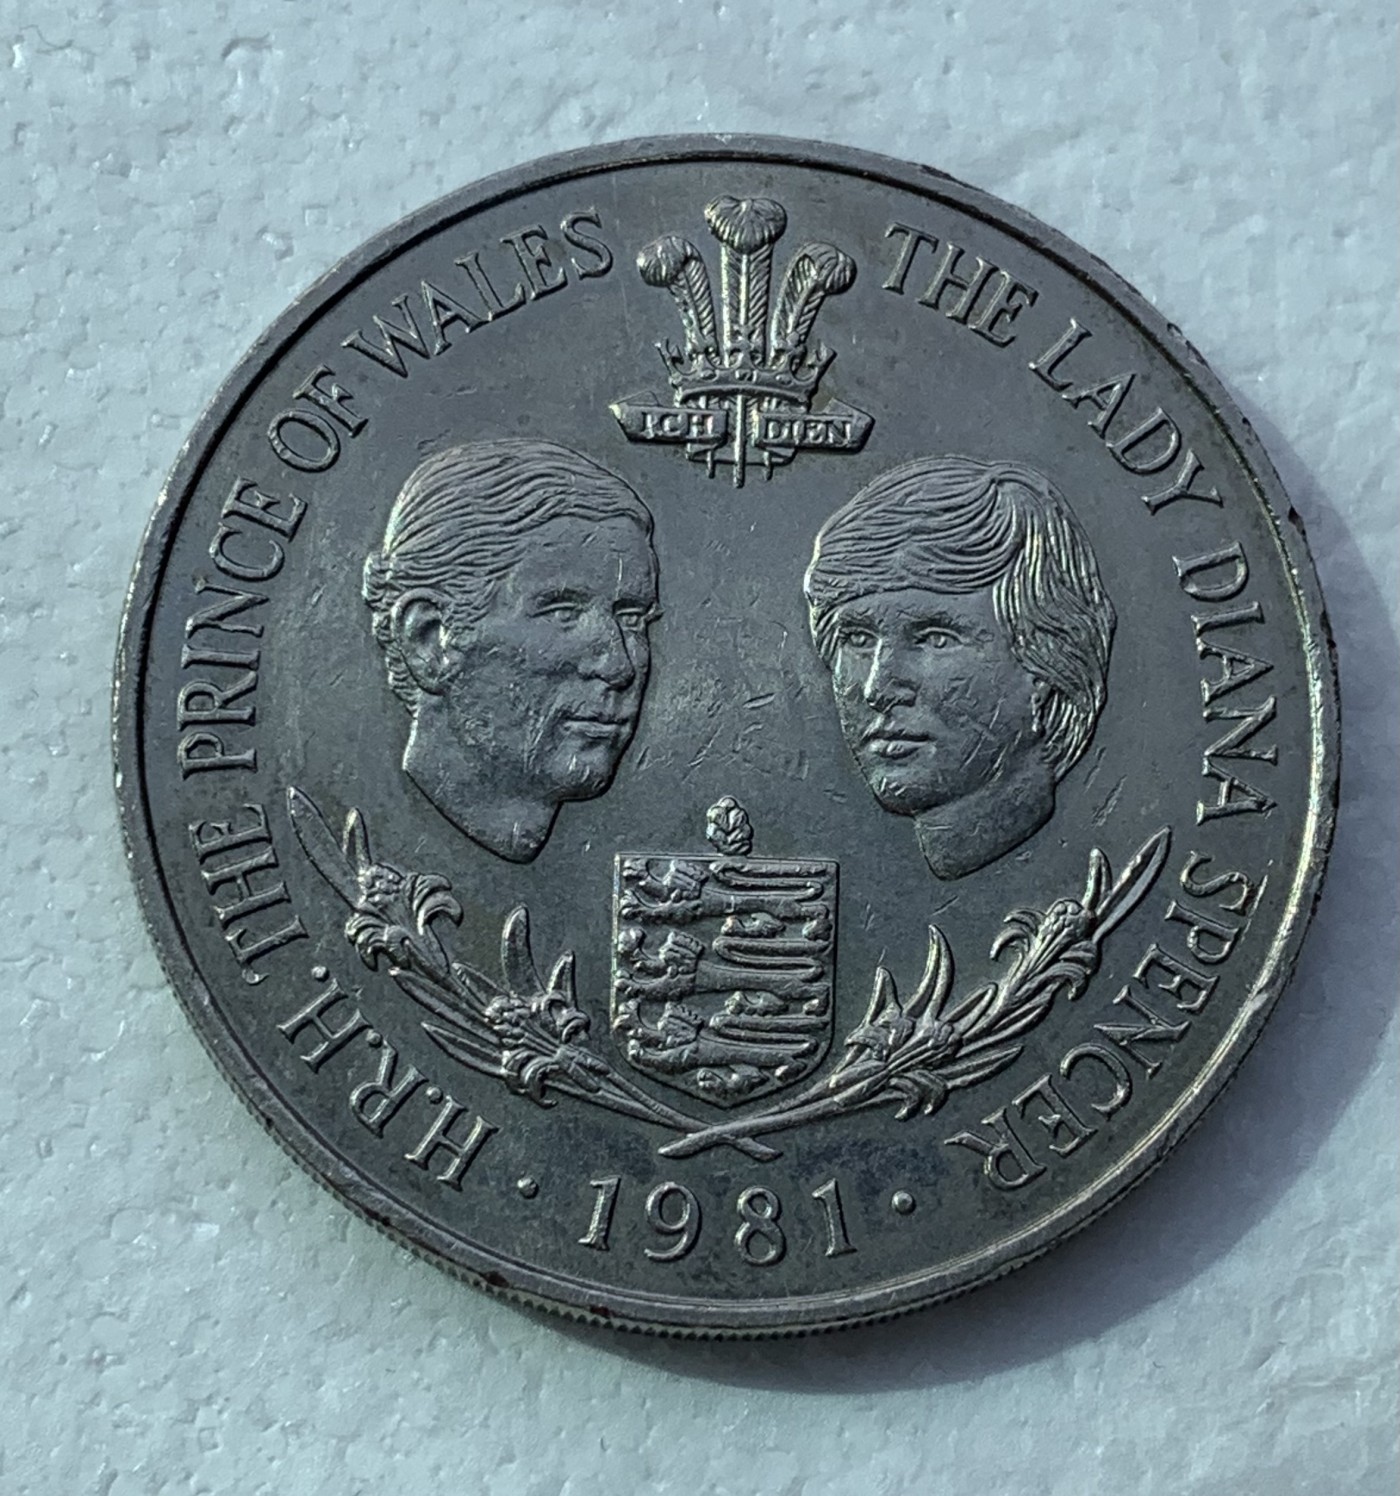 H.R.H. THE PRINCE OF WALES
THE LADY DIANA SPENCER
ICH DIEN
· 1981 ·